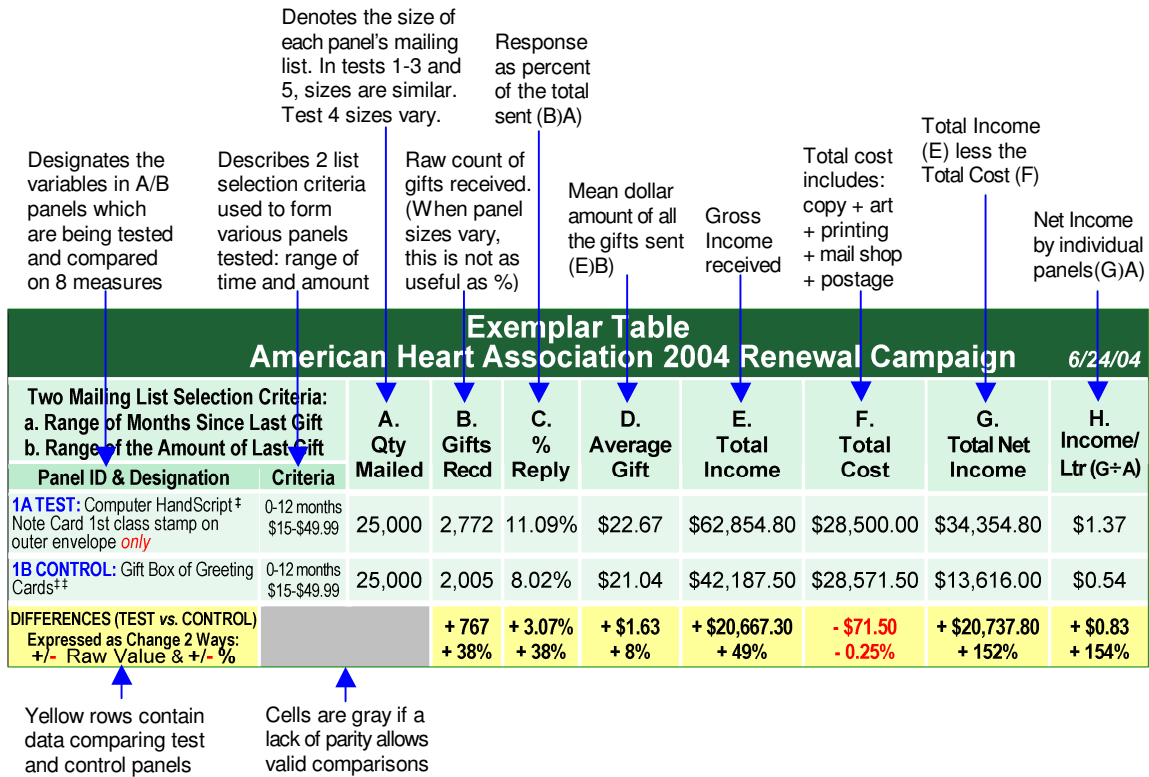 Denotes the size of
each panel's mailing
list. In tests 1-3 and
5, sizes are similar.
Test 4 sizes vary.
Response
as percent
of the total
sent (B)A)
Designates the
variables in A/B
panels which
are being tested
and compared
on 8 measures
Describes 2 list
selection criteria
used to form
various panels
tested: range of
time and amount
Raw count of
gifts received.
(When panel
sizes vary,
this is not as
useful as %)
Mean dollar
amount of all
the gifts sent
(E)B)
Gross
Income
received
Total cost
includes:
copy + art
+ printing
+ mail shop
+ postage
Total Income
(E) less the
Total Cost (F)
Net Income
by individual
panels(G)A)
Exemplar Table
American Heart Association 2004 Renewal Campaign 6/24/04
Two Mailing List Selection Criteria:
a. Range of Months Since Last Gift
b. Range of the Amount of Last Gift
Panel ID & Designation Criteria
A.
Qty
Mailed
B.
Gifts
Recd
C.
%
Reply
D.
Average
Gift
E.
Total
Income
F.
Total
Cost
G.
Total Net
Income
H.
Income/
Ltr (G÷A)
1A TEST: Computer HandScript‡
Note Card 1st class stamp on
outer envelope only
0-12 months
$15-$49.99
25,000 2,772 11.09% $22.67 $62,854.80 $28,500.00 $34,354.80 $1.37
1B CONTROL: Gift Box of Greeting
Cards‡‡
0-12 months
$15-$49.99
25,000 2,005 8.02% $21.04 $42,187.50 $28,571.50 $13,616.00 $0.54
DIFFERENCES (TEST vs. CONTROL)
Expressed as Change 2 Ways:
+/- Raw Value & +/- %
+ 767 + 3.07% + $1.63 + $20,667.30 - $71.50 + $20,737.80 + $0.83
+ 38% + 38% + 8% + 49% - 0.25% + 152% + 154%
Yellow rows contain
data comparing test
and control panels
Cells are gray if a
lack of parity allows
valid comparisons